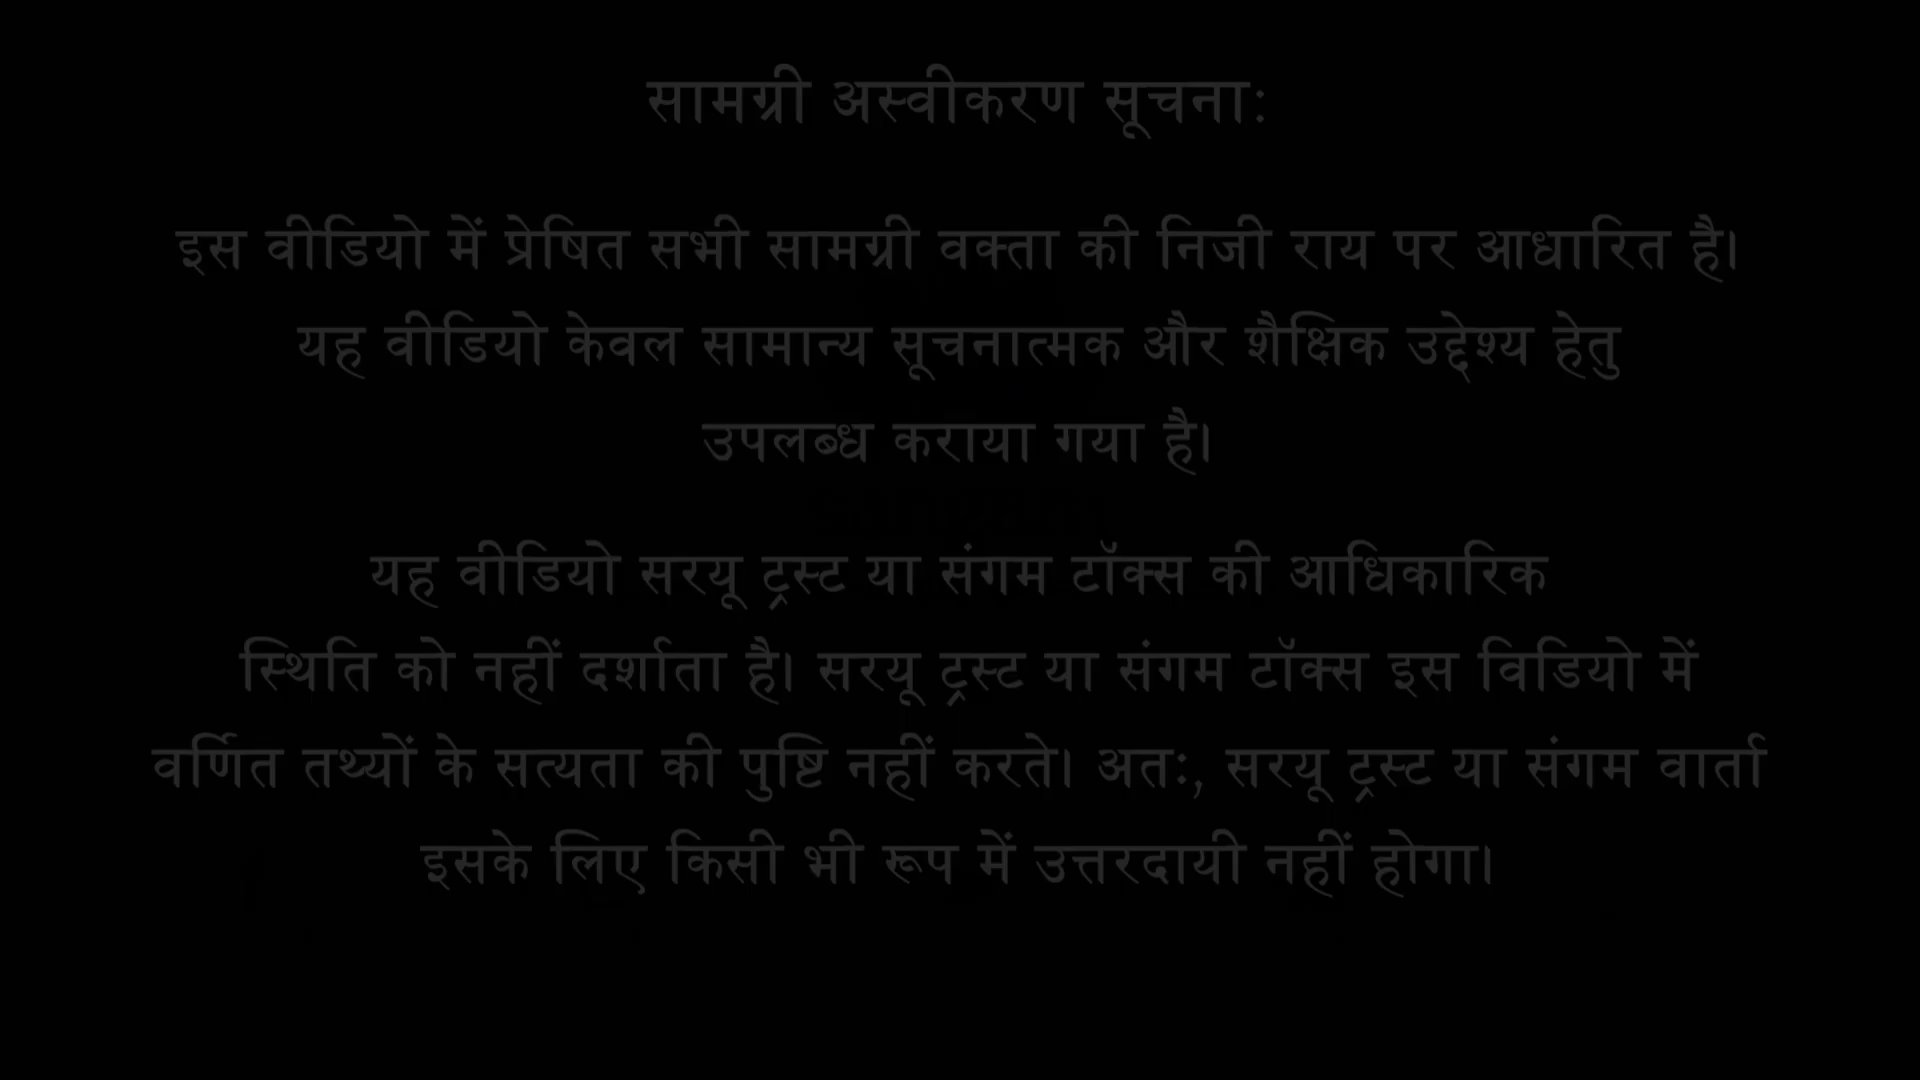 सामग्री अस्वीकरण सूचना:
इस वीडियो में प्रेषित सभी सामग्री वक्ता की निजी राय पर आधारित है।
यह वीडियो केवल सामान्य सूचनात्मक और शैक्षिक उद्देश्य हेतु
उपलब्ध कराया गया है।
यह वीडियो सरयू ट्रस्ट या संगम टॉक्स की आधिकारिक
स्थिति को नहीं दर्शाता है। सरयू ट्रस्ट या संगम टॉक्स इस विडियो में
वर्णित तथ्यों के सत्यता की पुष्टि नहीं करते। अतः, सरयू ट्रस्ट या संगम वार्ता
इसके लिए किसी भी रूप में उत्तरदायी नहीं होगा।